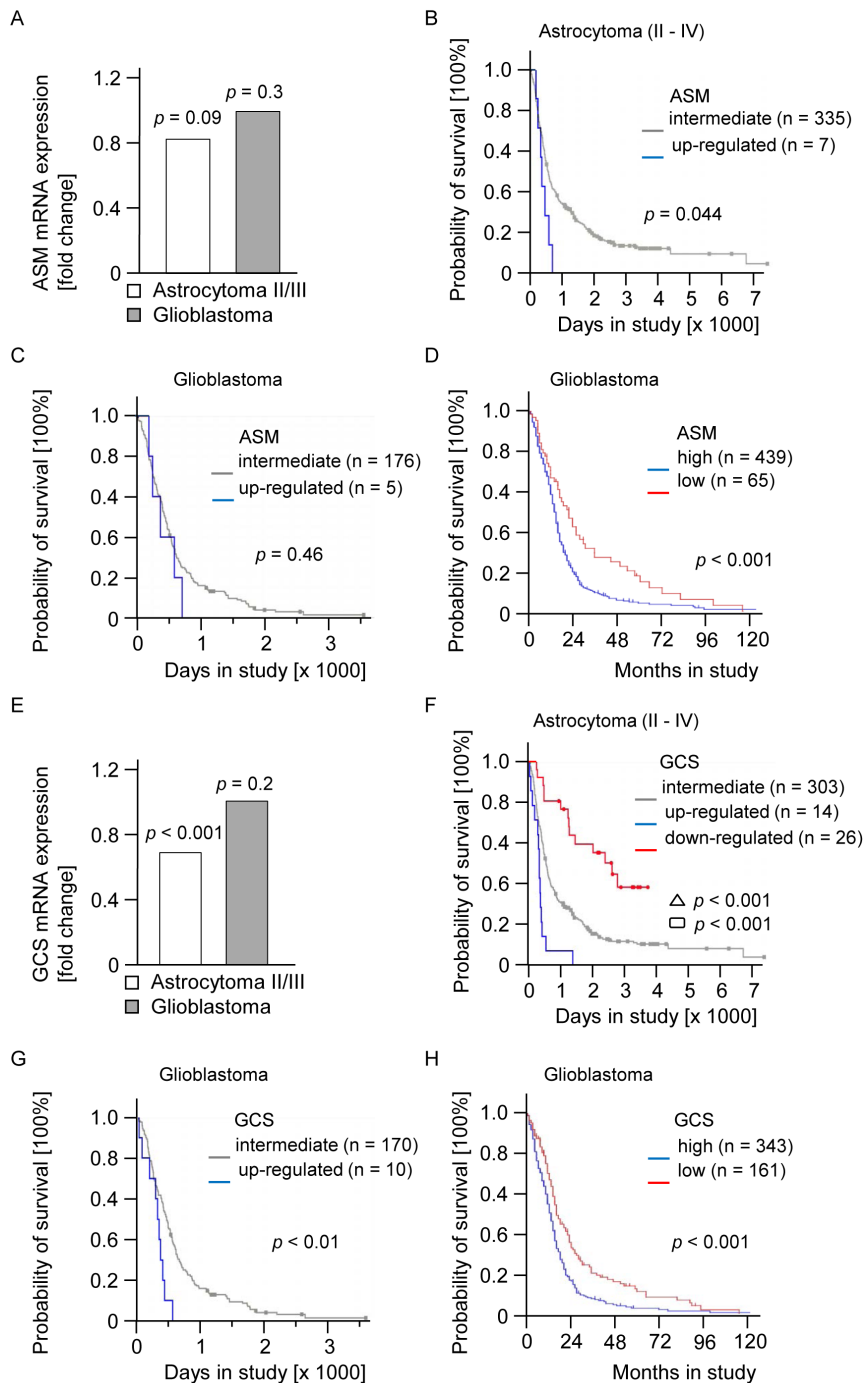 A
ASM mRNA expression
[fold change]
1.2
0.8
0.4
0
p = 0.09
p = 0.3
Astrocytoma II/III
Glioblastoma
B
Astrocytoma (II - IV)
Probability of survival [100%]
1.0
0.8
1.4
0.6
0.2
0
ASM
intermediate (n = 335)
up-regulated (n = 7)
p = 0.044
0 1 2 3 4 5 6 7
Days in study [x 1000]
C
Glioblastoma
Probability of survival [100%]
1.0
0.8
0.4
0.6
0.2
0
ASM
intermediate (n = 176)
up-regulated (n = 5)
p = 0.46
0 1 2 3
Days in study [x 1000]
D
Glioblastoma
Probability of survival [100%]
1.0
0.8
0.4
0.6
0.2
0
ASM
high (n = 439)
low (n = 65)
p < 0.001
0 24 48 72 96 120
Months in study
E
GCS mRNA expression
[fold change]
1.2
0.8
0.4
0
p < 0.001
p = 0.2
Astrocytoma II/III
Glioblastoma
F
Astrocytoma (II - IV)
Probability of survival [100%]
1.0
0.8
0.4
0.6
0.2
0
GCS
intermediate (n = 303)
up-regulated (n = 14)
down-regulated (n = 26)
p < 0.001
p < 0.001
0 1 2 3 4 5 6 7
Days in study [x 1000]
G
Glioblastoma
Probability of survival [100%]
1.0
0.8
0.4
0.6
0.2
0
GCS
intermediate (n = 170)
up-regulated (n = 10)
p < 0.01
0 1 2 3
Days in study [x 1000]
H
Glioblastoma
Probability of survival [100%]
1.0
0.8
0.4
0.6
0.2
0
GCS
high (n = 343)
low (n = 161)
p < 0.001
0 24 48 72 96 120
Months in study